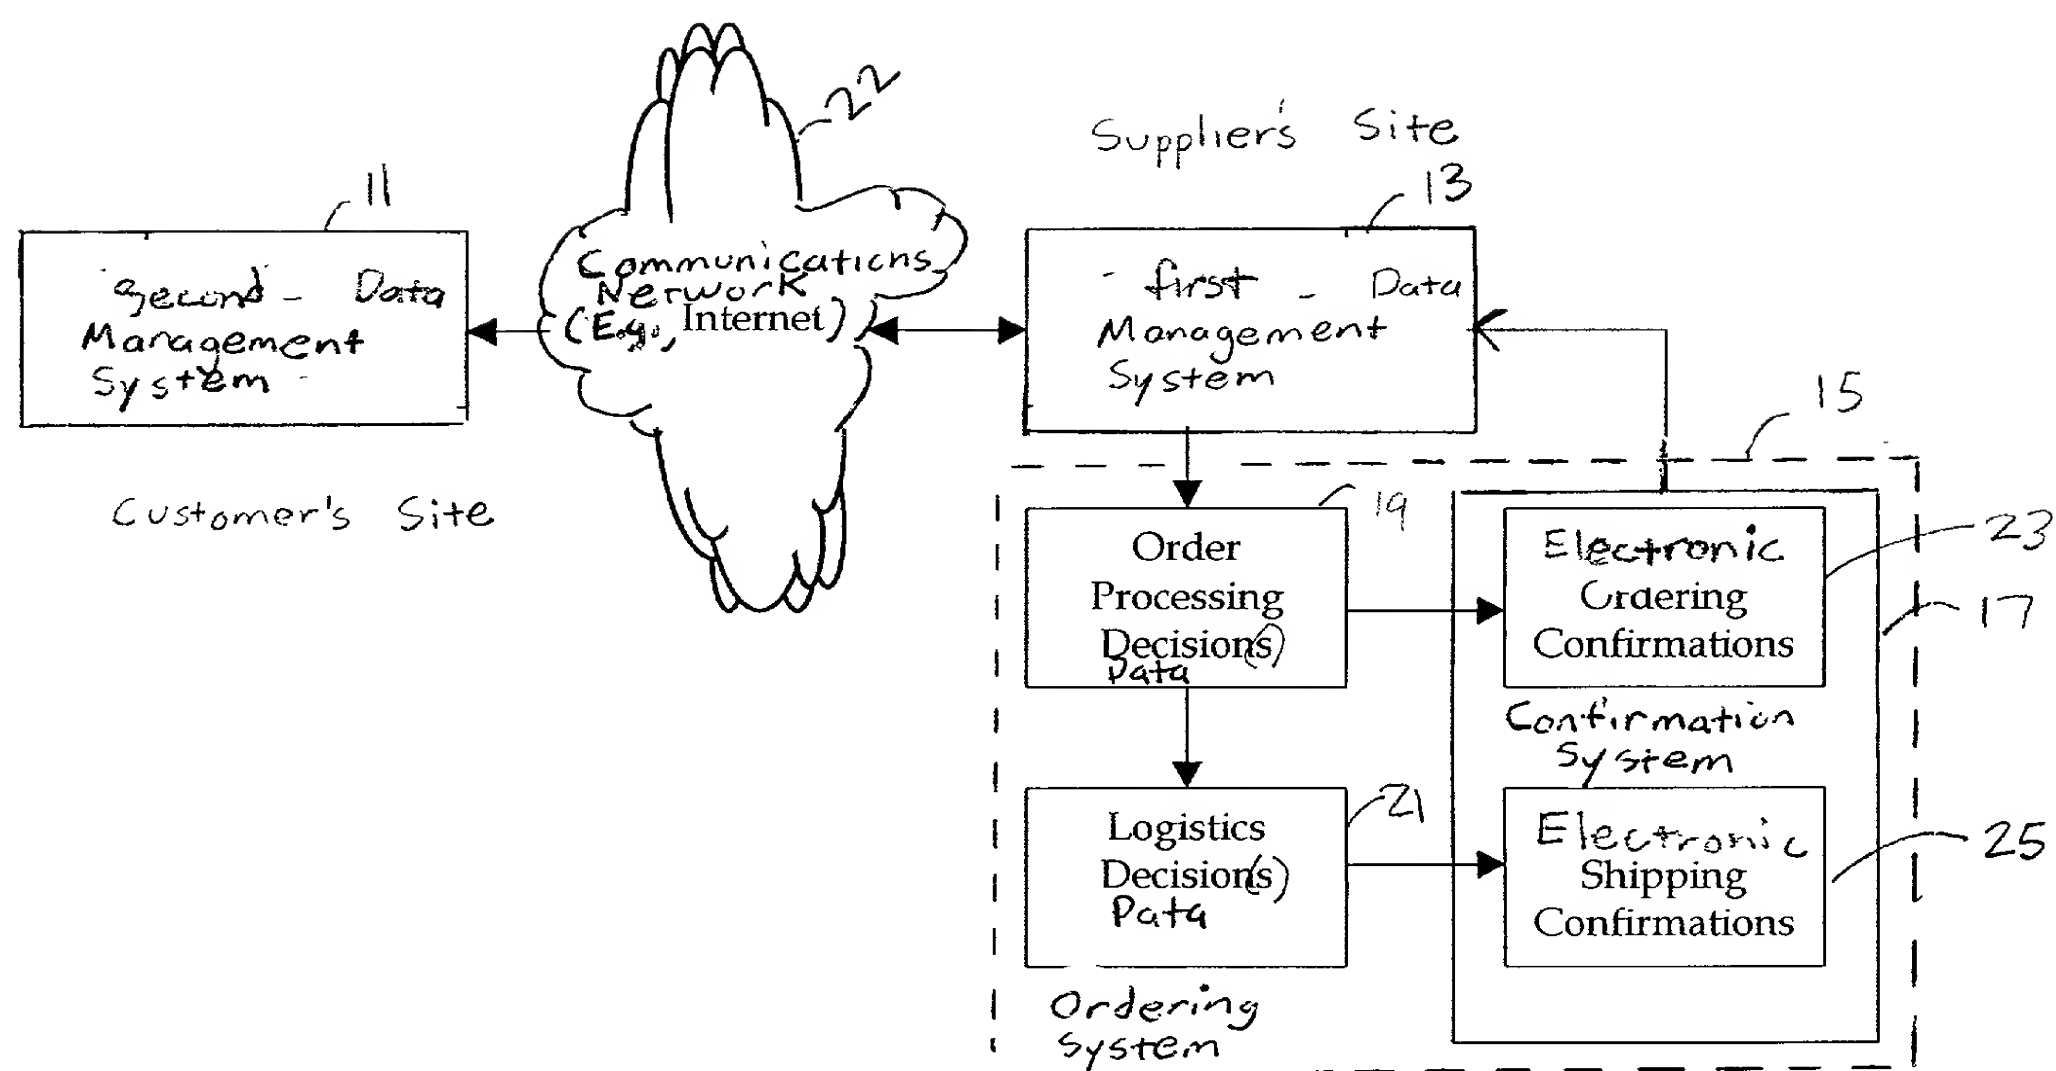 22
Supplier's Site
11
13
Second - Data
Management
System
Communications
Network
(E.g., Internet)
first - Data
Management
System
15
Customer's Site
19
Order
Processing
Decision(s)
Data
Electronic
Ordering
Confirmations
23
17
Confirmation
System
21
Logistics
Decision(s)
Data
Electronic
Shipping
Confirmations
25
Ordering
System